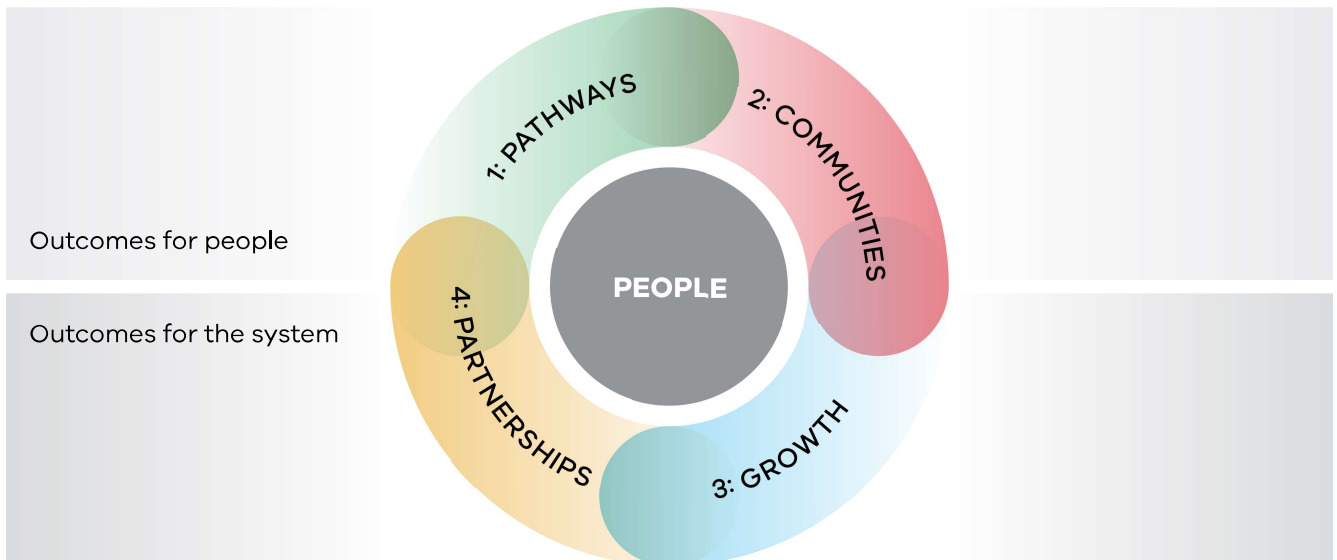 1: PATHWAYS
2: COMMUNITIES
Outcomes for people
PEOPLE
Outcomes for the system
4: PARTNERSHIPS
3: GROWTH